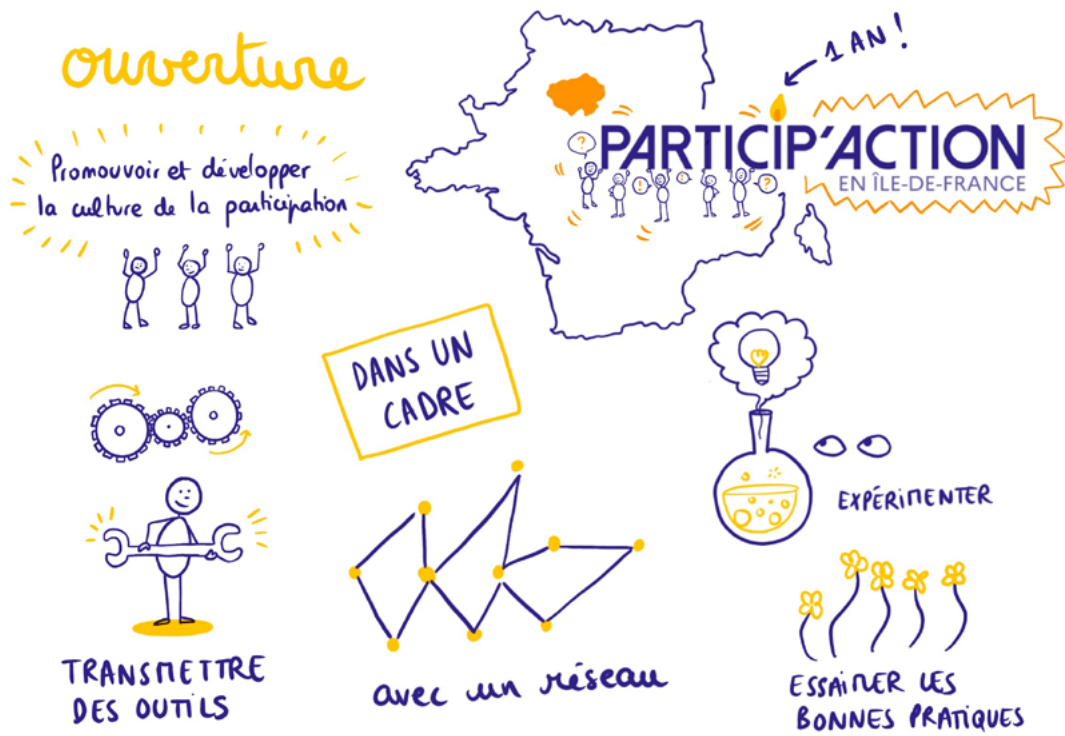 ouverture
1 AN !
PARTICIP'ACTION
EN ÎLE-DE-FRANCE
?
!
!
?
Promouvoir et développer
la culture de la participation
DANS UN
CADRE
EXPÉRIMENTER
TRANSMETTRE
DES OUTILS
avec un réseau
ESSAIMER LES
BONNES PRATIQUES